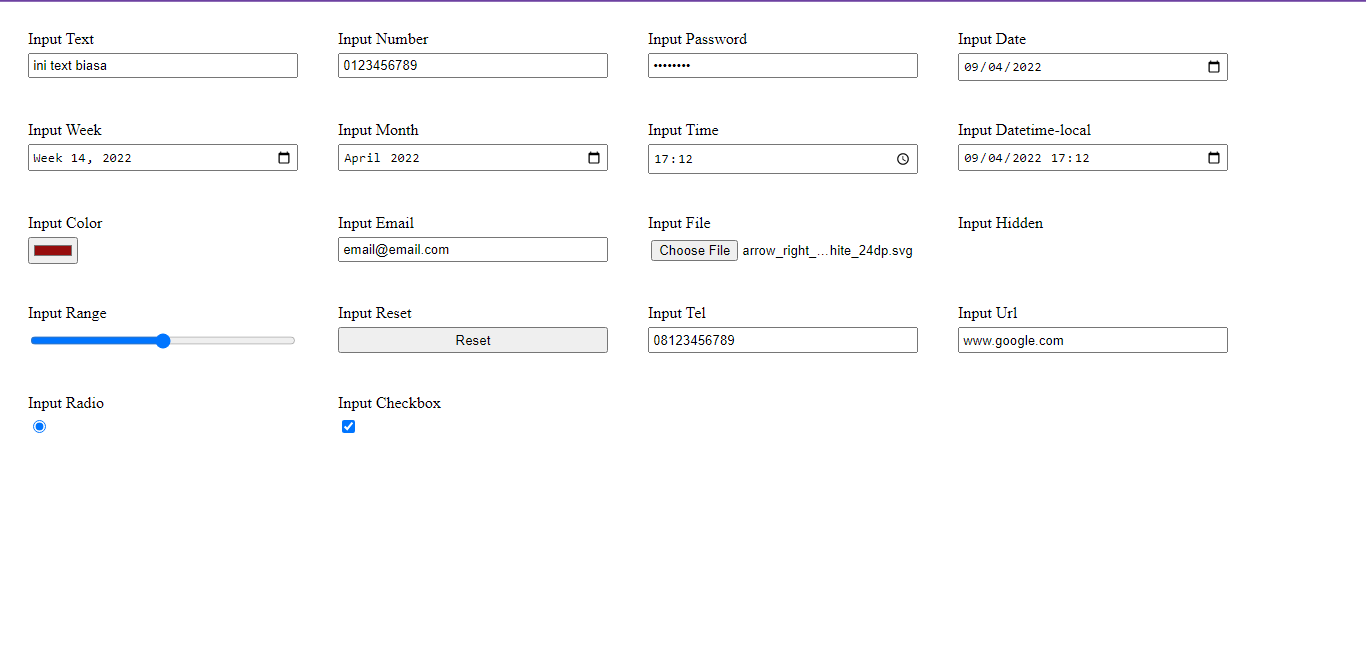 Input Text Input Number Input Password Input Date
ini text biasa 0123456789 •••••••• 09/04/2022
Input Week Input Month Input Time Input Datetime-local
Week 14, 2022 April 2022 17:12 09/04/2022 17:12
Input Color Input Email Input File Input Hidden
email@email.com Choose File arrow_right_...hite_24dp.svg
Input Range Input Reset Input Tel Input Url
Reset 08123456789 www.google.com
Input Radio Input Checkbox